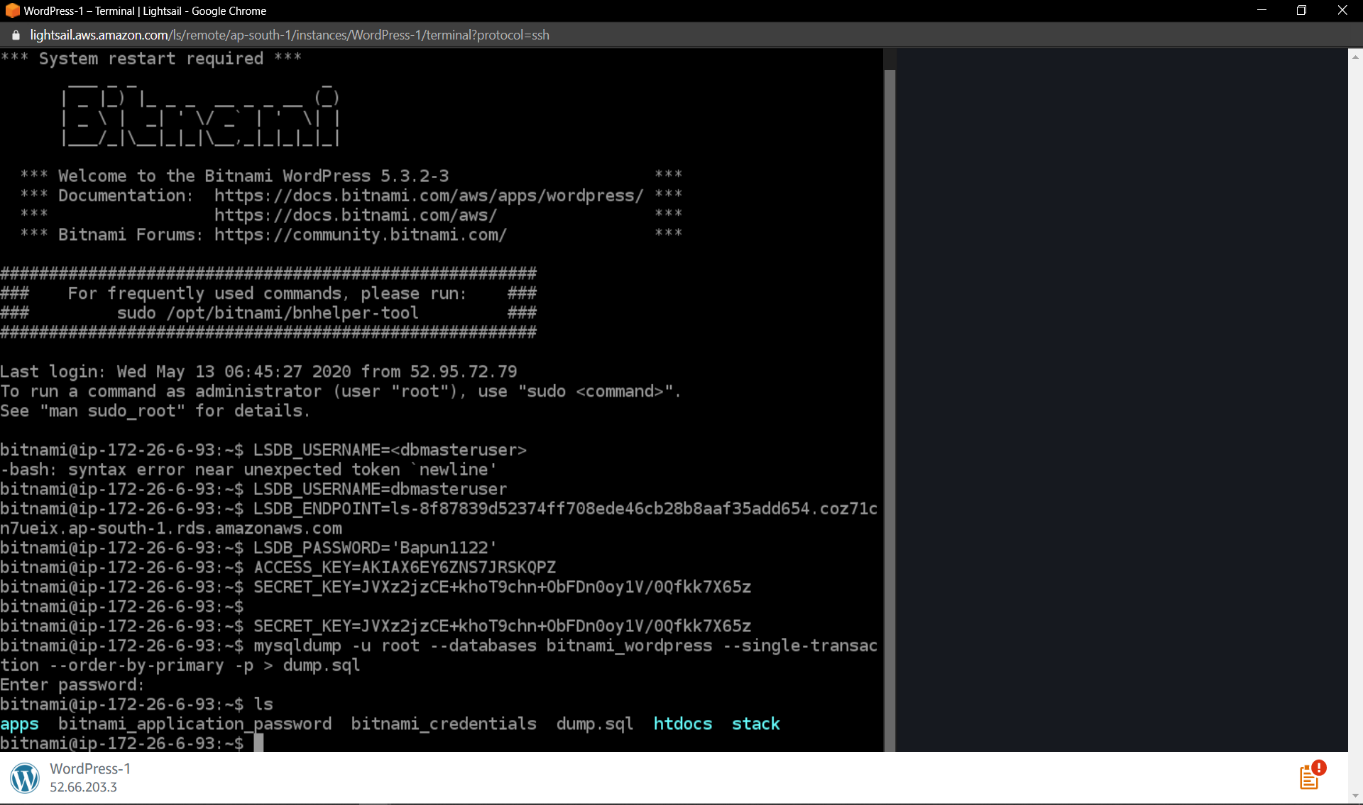 WordPress-1 – Terminal | Lightsail - Google Chrome
lightsail.aws.amazon.com/ls/remote/ap-south-1/instances/WordPress-1/terminal?protocol=ssh
*** System restart required ***
Bitnami
*** Welcome to the Bitnami WordPress 5.3.2-3 ***
*** Documentation: https://docs.bitnami.com/aws/apps/wordpress/ ***
*** https://docs.bitnami.com/aws/ ***
*** Bitnami Forums: https://community.bitnami.com/ ***
#######################################################
### For frequently used commands, please run: ###
### sudo /opt/bitnami/bnhelper-tool ###
#######################################################
Last login: Wed May 13 06:45:27 2020 from 52.95.72.79
To run a command as administrator (user "root"), use "sudo <command>".
See "man sudo_root" for details.
bitnami@ip-172-26-6-93:~$ LSDB_USERNAME=<dbmasteruser>
-bash: syntax error near unexpected token `newline'
bitnami@ip-172-26-6-93:~$ LSDB_USERNAME=dbmasteruser
bitnami@ip-172-26-6-93:~$ LSDB_ENDPOINT=ls-8f87839d52374ff708ede46cb28b8aaf35add654.coz71c
n7ueix.ap-south-1.rds.amazonaws.com
bitnami@ip-172-26-6-93:~$ LSDB_PASSWORD='Bapun1122'
bitnami@ip-172-26-6-93:~$ ACCESS_KEY=AKIAX6EY6ZNS7JRSKQPZ
bitnami@ip-172-26-6-93:~$ SECRET_KEY=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
bitnami@ip-172-26-6-93:~$
bitnami@ip-172-26-6-93:~$ SECRET_KEY=JVXz2jzCE+khoT9chn+ObFDn0oy1V/0Qfkk7X65z
bitnami@ip-172-26-6-93:~$ mysqldump -u root --databases bitnami_wordpress --single-transac
tion --order-by-primary -p > dump.sql
Enter password:
bitnami@ip-172-26-6-93:~$ ls
apps bitnami_application_password bitnami_credentials dump.sql htdocs stack
bitnami@ip-172-26-6-93:~$
WordPress-1
52.66.203.3